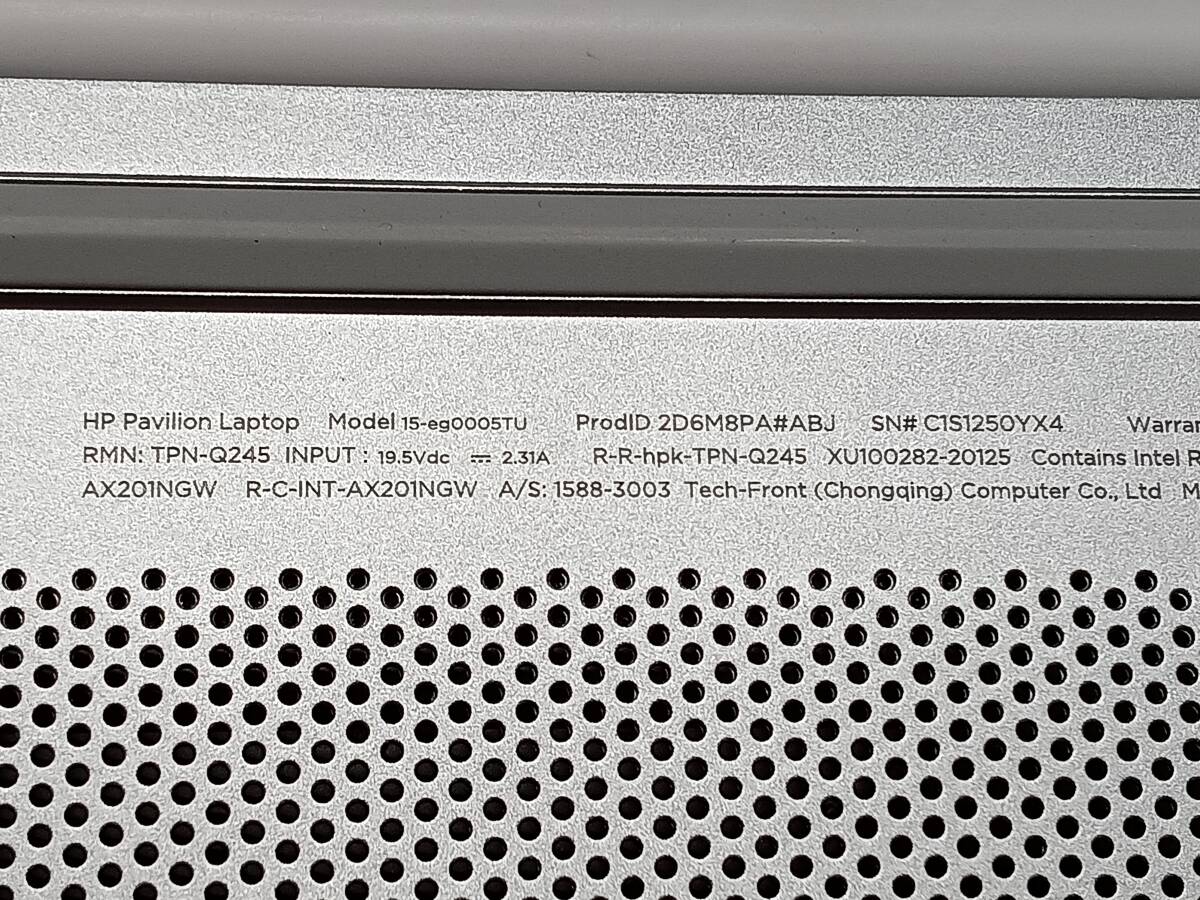 HP Pavilion Laptop Model 15-eg0005TU ProdID 2D6M8PA#ABJ SN# C1S1250YX4
RMN: TPN-Q245 INPUT : 19.5Vdc ⎓ 2.31A R-R-hpk-TPN-Q245 XU100282-20125 Contains Intel
AX201NGW R-C-INT-AX201NGW A/S: 1588-3003 Tech-Front (Chongqing) Computer Co., Ltd